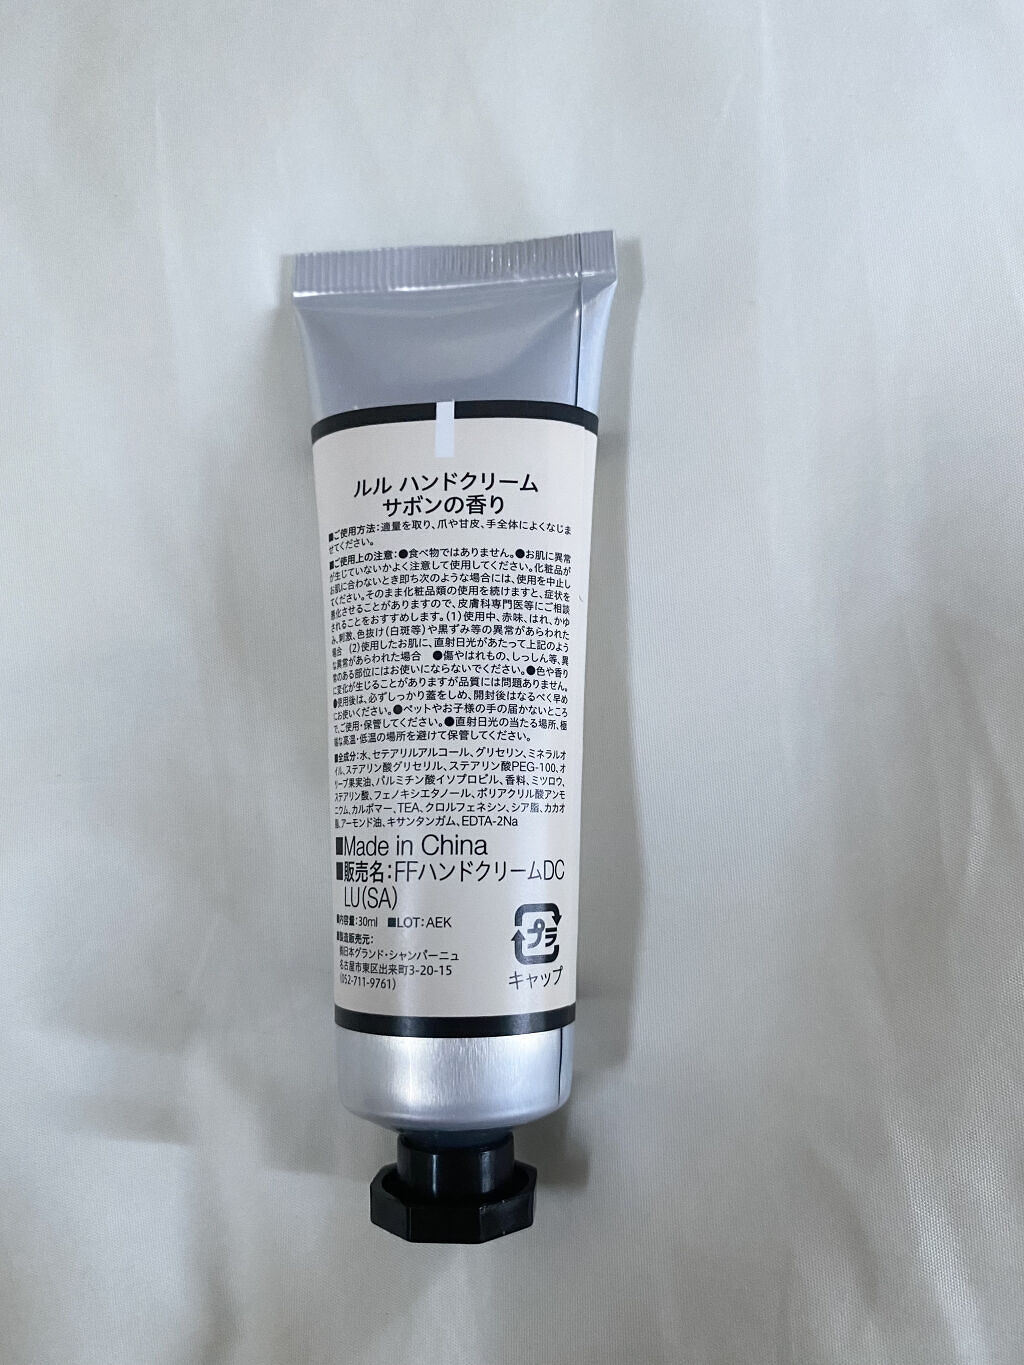 ルル ハンドクリーム
サボンの香り
■ご使用方法:適量を取り、爪や甘皮、手全体によくなじま
せてください。
■ご使用上の注意:●食べ物ではありません。●お肌に異常
が生じていないかよく注意して使用してください。化粧品が
お肌に合わないとき即ち次のような場合には、使用を中止し
てください。そのまま化粧品類の使用を続けますと、症状を
悪化させることがありますので、皮膚科専門医等にご相談
されることをおすすめします。(1)使用中、赤味、はれ、かゆ
み、刺激、色抜け(白斑等)や黒ずみ等の異常があらわれた
場合 (2)使用したお肌に、直射日光があたって上記のよう
な異常があらわれた場合 ●傷やはれもの、しっしん等、異
常のある部位にはお使いにならないでください。●色や香り
に変化が生じることがありますが品質には問題ありません。
●使用後は、必ずしっかり蓋をしめ、開封後はなるべく早め
にお使いください。●ペットやお子様の手の届かないところ
で、ご使用・保管してください。●直射日光の当たる場所、極
端な高温・低温の場所を避けて保管してください。
■全成分:水、セテアリルアルコール、グリセリン、ミネラルオ
イル、ステアリン酸グリセリル、ステアリン酸PEG-100、オ
リーブ果実油、パルミチン酸イソプロピル、香料、ミツロウ、
ステアリン酸、フェノキシエタノール、ポリアクリル酸アンモ
ニウム、カルボマー、TEA、クロルフェネシン、シア脂、カカオ
脂、アーモンド油、キサンタンガム、EDTA-2Na
■Made in China
■販売名:FFハンドクリームDC
LU(SA)
■内容量:30ml ■LOT:AEK
■製造販売元:
㈱日本グランド・シャンパーニュ
名古屋市東区出来町3-20-15
(052-711-9761)
プラ
キャップ